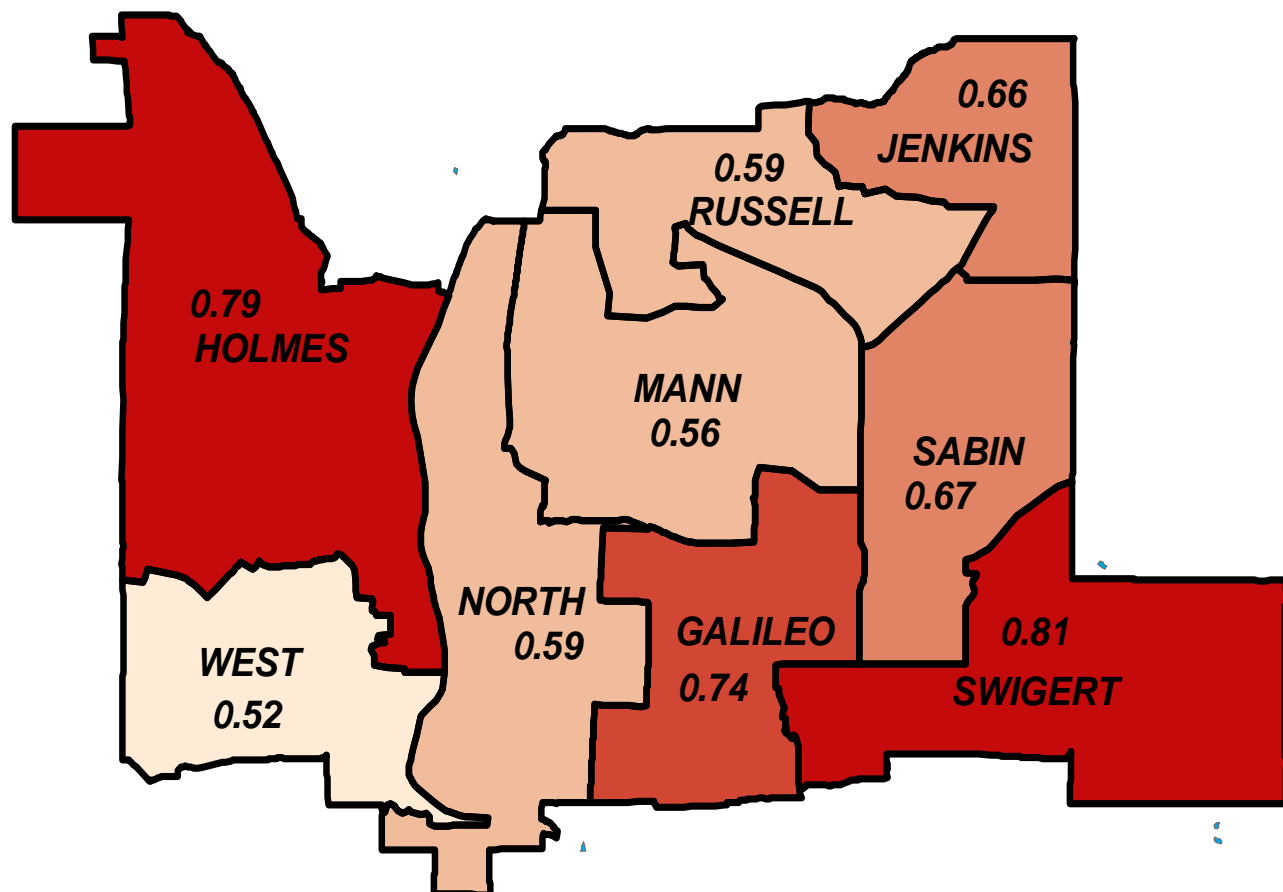 0.66
JENKINS
0.59
RUSSELL
0.79
HOLMES
MANN
0.56
SABIN
0.67
NORTH
0.59
GALILEO
0.74
0.81
SWIGERT
WEST
0.52